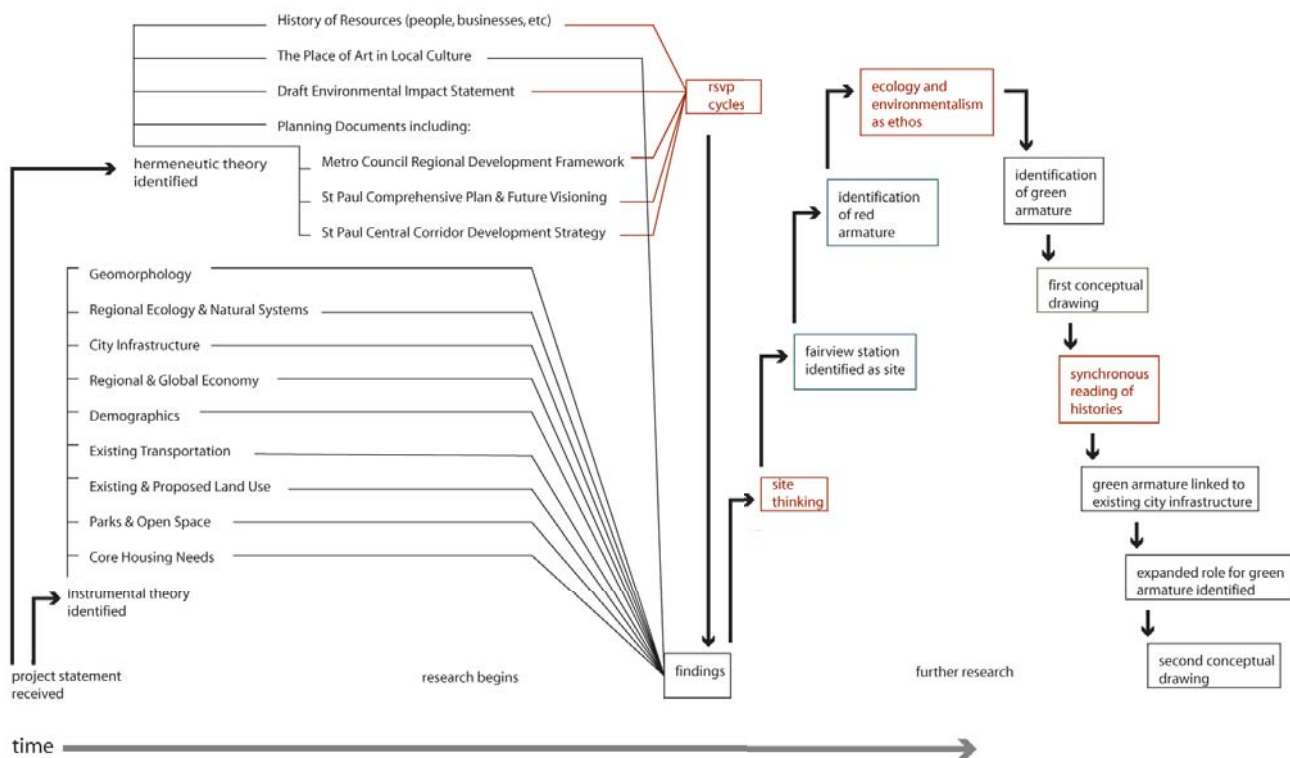 History of Resources (people, businesses, etc)
The Place of Art in Local Culture
Draft Environmental Impact Statement
Planning Documents including:
hermeneutic theory
identified
Metro Council Regional Development Framework
St Paul Comprehensive Plan & Future Visioning
St Paul Central Corridor Development Strategy
rsvp
cycles
Geomorphology
Regional Ecology & Natural Systems
City Infrastructure
Regional & Global Economy
Demographics
Existing Transportation
Existing & Proposed Land Use
Parks & Open Space
Core Housing Needs
instrumental theory
identified
project statement
received
research begins
findings
site
thinking
fairview station
identified as site
identification
of red
armature
ecology and
environmentalism
as ethos
identification
of green
armature
first conceptual
drawing
synchronous
reading of
histories
green armature linked to
existing city infrastructure
expanded role for green
armature identified
second conceptual
drawing
further research
time